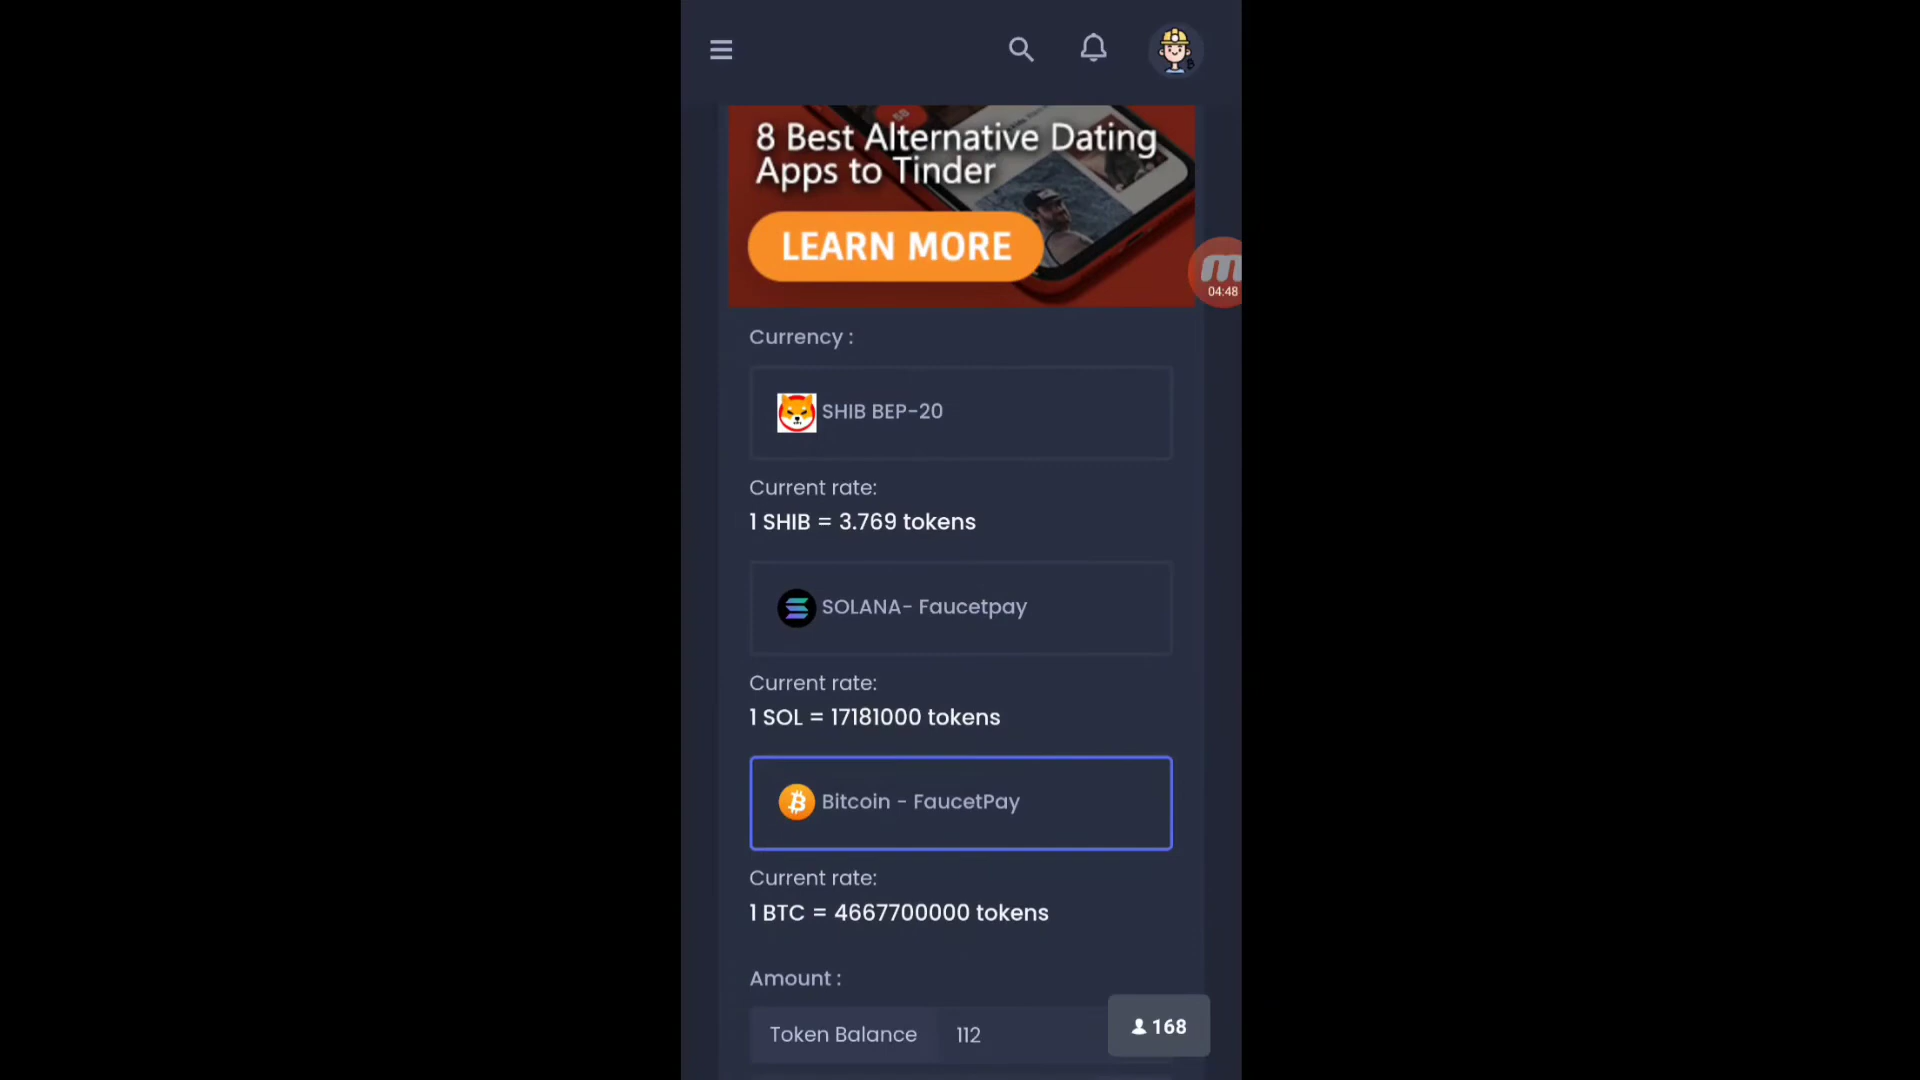 8 Best Alternative Dating
Apps to Tinder
LEARN MORE
04:48
Currency :
SHIB BEP-20
Current rate:
1 SHIB = 3.769 tokens
SOLANA- Faucetpay
Current rate:
1 SOL = 17181000 tokens
Bitcoin - FaucetPay
Current rate:
1 BTC = 4667700000 tokens
Amount :
Token Balance 112
168